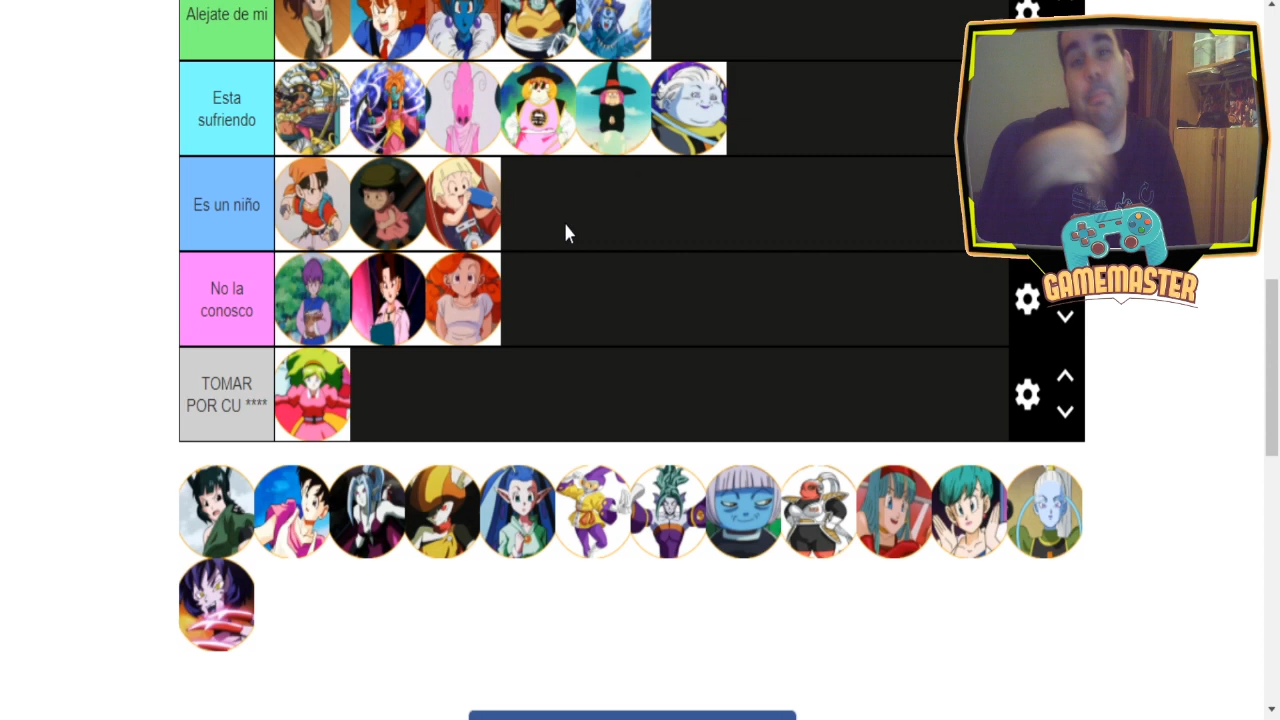 Alejate de mi
Esta
sufriendo
Es un niño
No la
conosco
TOMAR
POR CU ****
GAMEMASTER